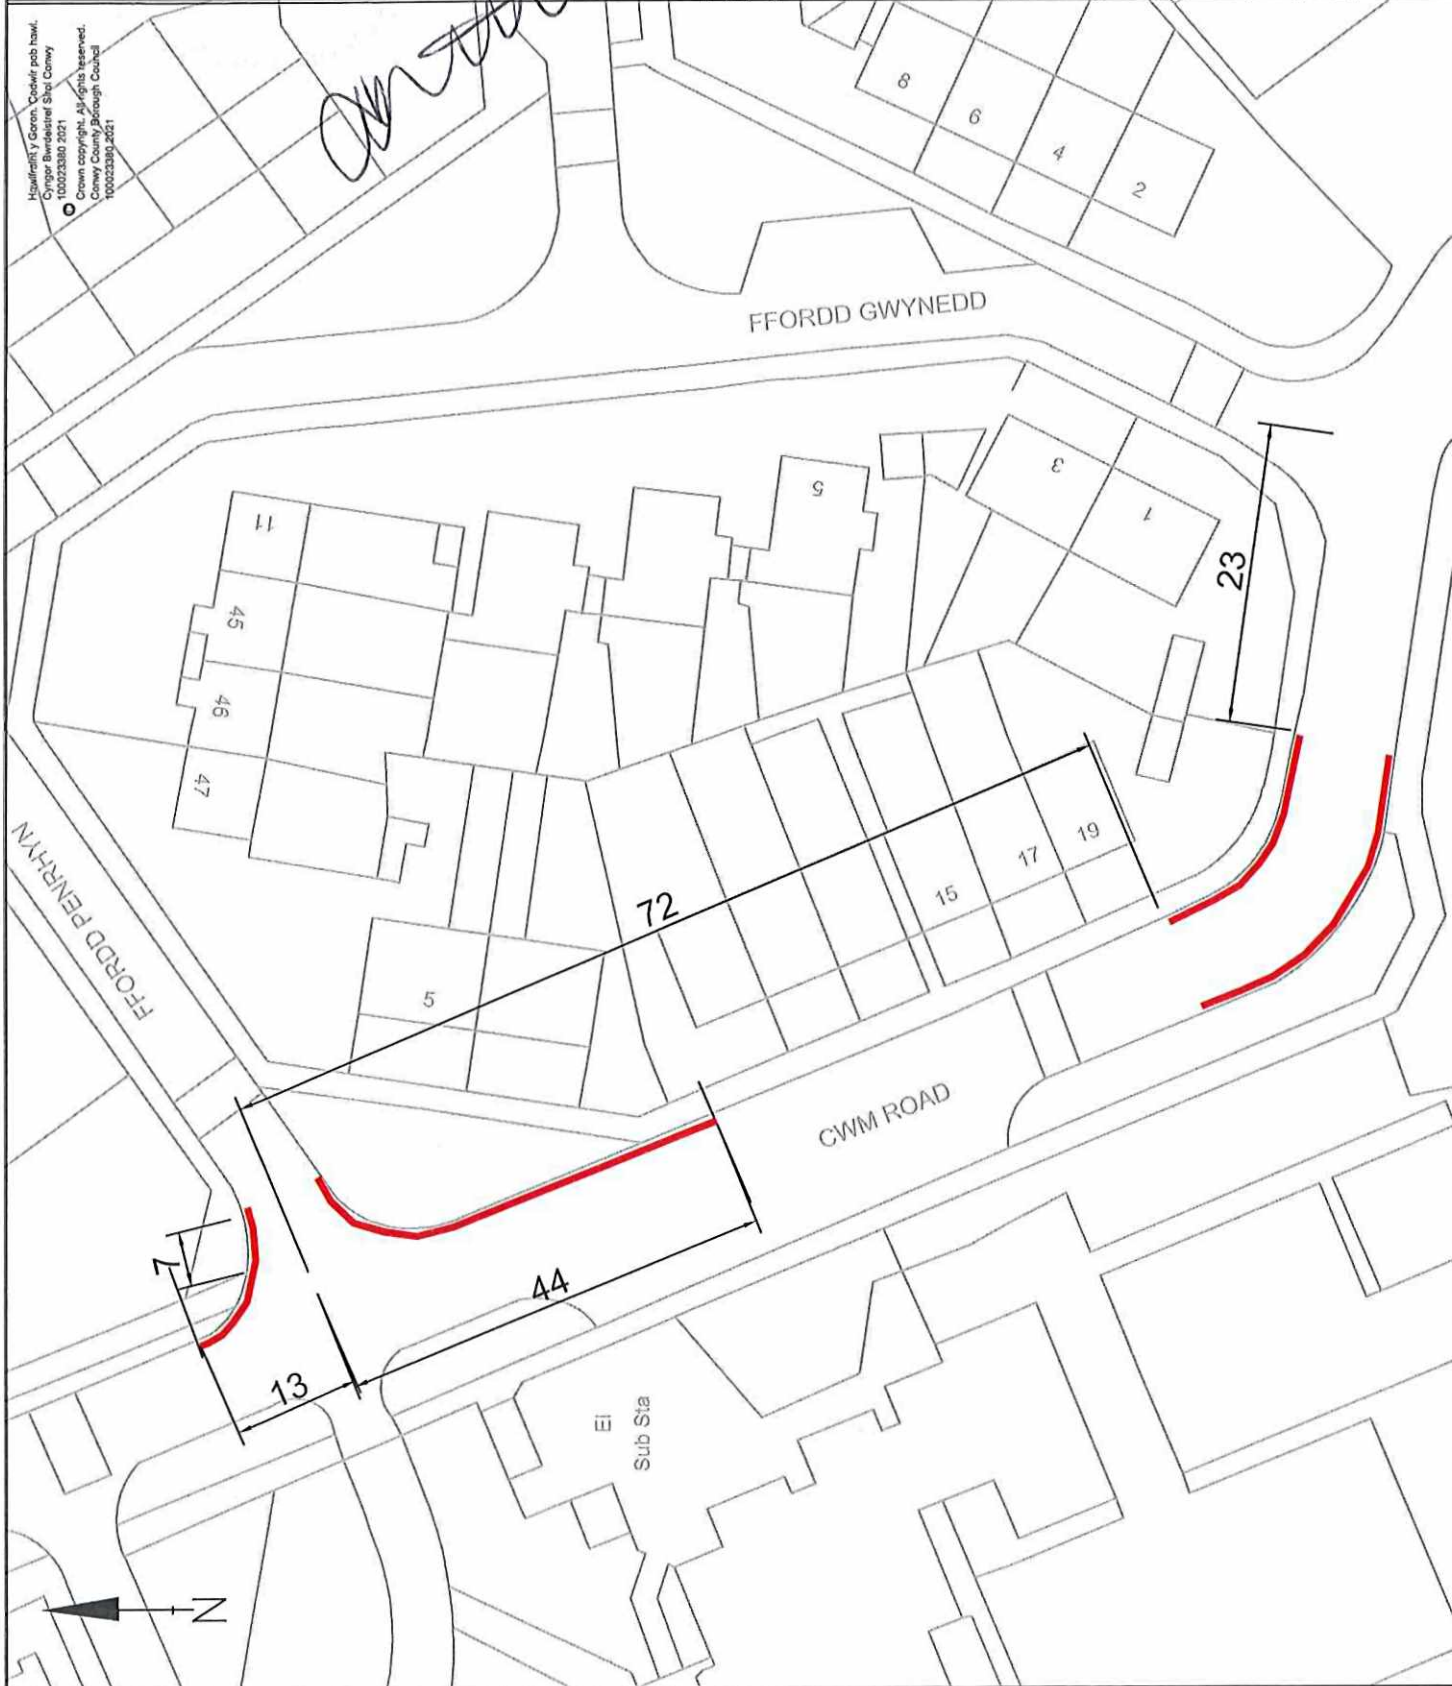 Hawlfraint y Goron. Cedwir pob hawl.
Cyngor Bwrdeistref Sirol Conwy
100023380 2021
© Crown copyright. All rights reserved.
Conwy County Borough Council
100023380 2021
8
6
4
2
FFORDD GWYNEDD
3
1
5
11
45
46
47
23
FFORDD PENRHYN
72
19
17
15
5
CWM ROAD
7
44
13
El
Sub Sta
N